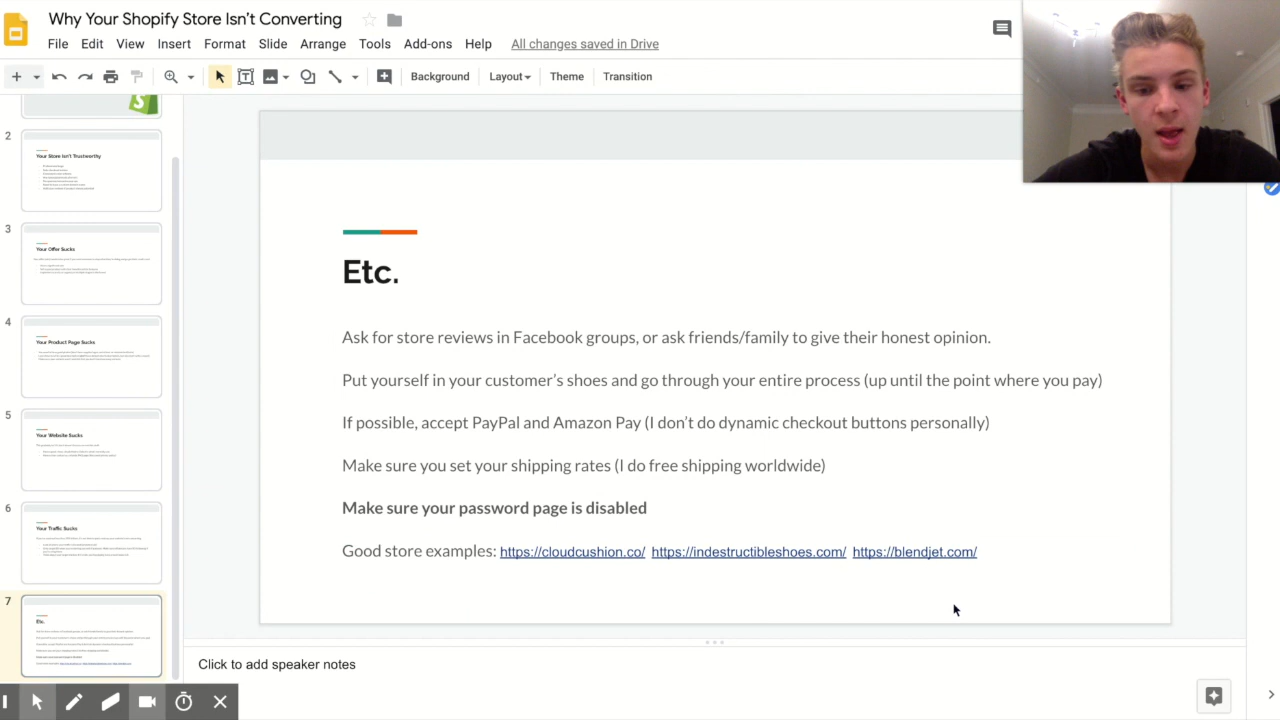 Why Your Shopify Store Isn't Converting
File Edit View Insert Format Slide Arrange Tools Add-ons Help All changes saved in Drive
Background Layout Theme Transition
2
Your Store Isn't Trustworthy
3
Your Offer Sucks
4
Your Product Page Sucks
5
Your Website Sucks
6
Your Traffic Sucks
7
Etc.
Etc.
Ask for store reviews in Facebook groups, or ask friends/family to give their honest opinion.
Put yourself in your customer's shoes and go through your entire process (up until the point where you pay)
If possible, accept PayPal and Amazon Pay (I don't do dynamic checkout buttons personally)
Make sure you set your shipping rates (I do free shipping worldwide)
Make sure your password page is disabled
Good store examples: https://cloudcushion.co/ https://indestructibleshoes.com/ https://blendjet.com/
Click to add speaker notes